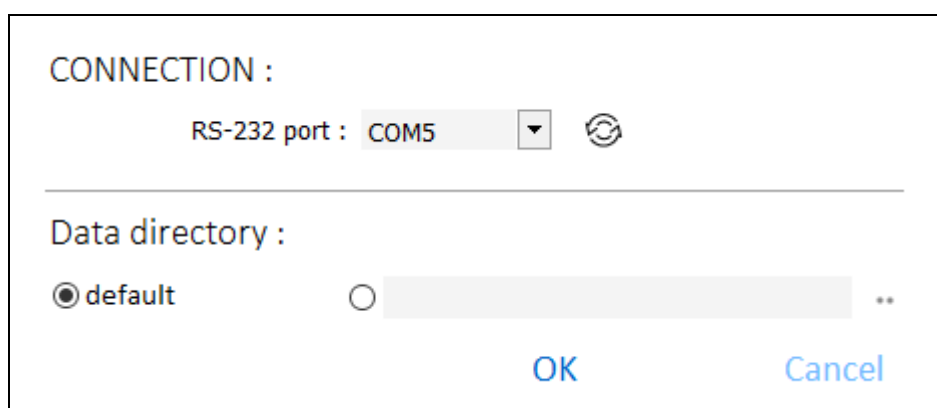 CONNECTION :
RS-232 port : COM5
Data directory :
default
..
OK Cancel